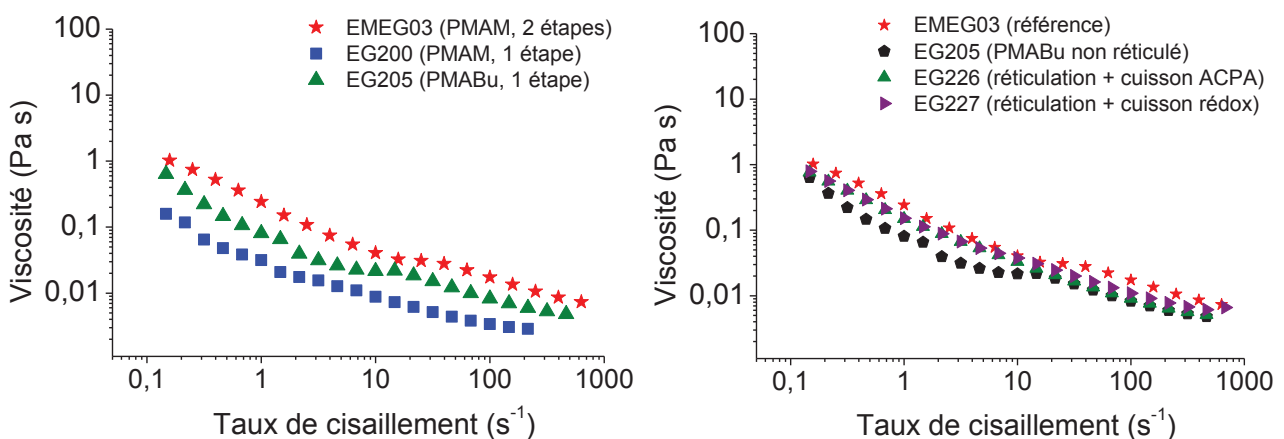 EMEG03 (PMAM, 2 étapes)
EG200 (PMAM, 1 étape)
EG205 (PMABu, 1 étape)
100
10
1
0,1
0,01
Viscosité (Pa s)
0,1 1 10 100 1000
Taux de cisaillement (s⁻¹)
EMEG03 (référence)
EG205 (PMABu non réticulé)
EG226 (réticulation + cuisson ACPA)
EG227 (réticulation + cuisson rédox)
100
10
1
0,1
0,01
Viscosité (Pa s)
0,1 1 10 100 1000
Taux de cisaillement (s⁻¹)